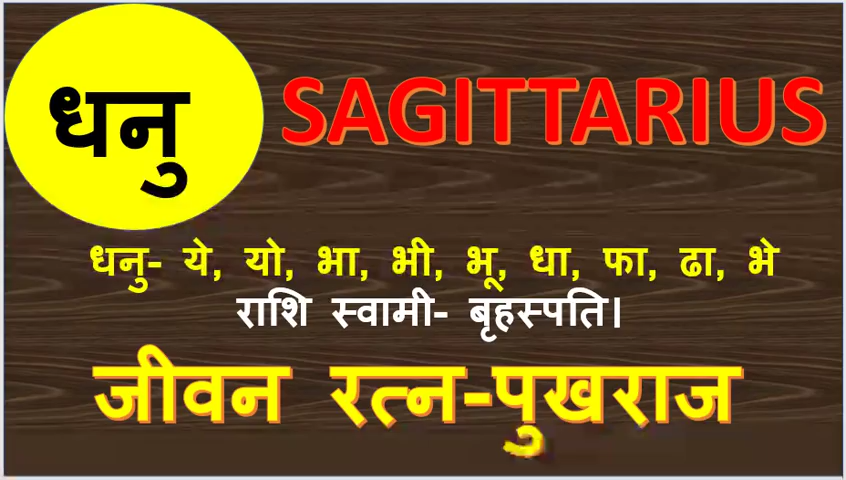 धनु
SAGITTARIUS
धनु- ये, यो, भा, भी, भू, धा, फा, ढा, भे
राशि स्वामी- बृहस्पति।
जीवन रत्न-पुखराज